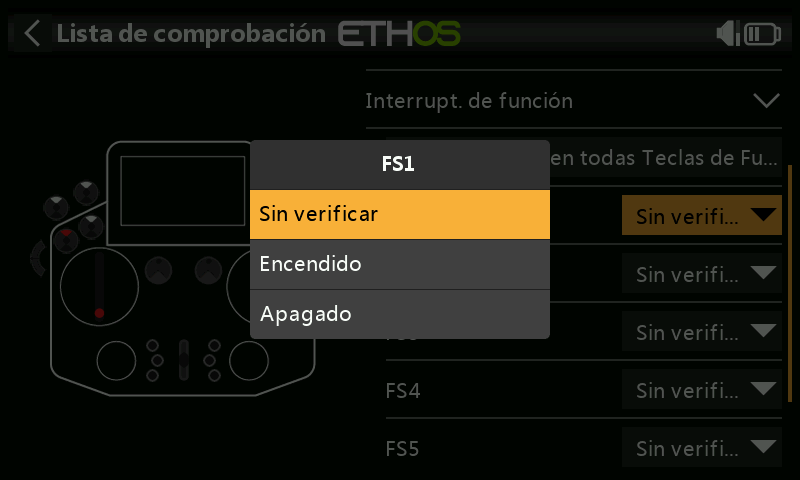 Lista de comprobación ETHOS
Interrupt. de función
en todas Teclas de Fu...
FS1
Sin verificar
Encendido
Apagado
Sin verifi...
Sin verifi...
Sin verifi...
FS4 Sin verifi...
FS5 Sin verifi...